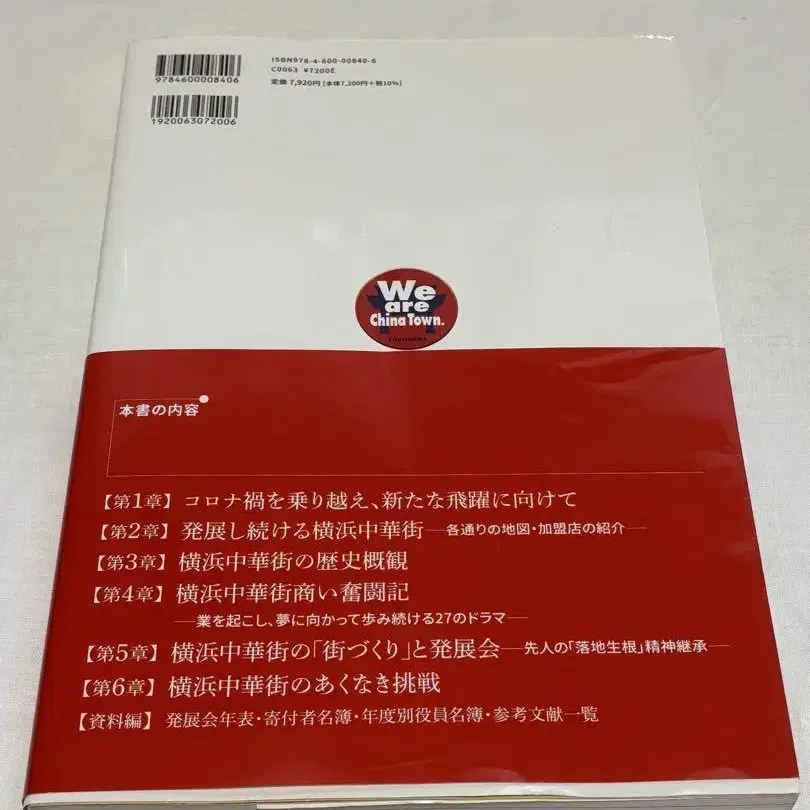 ISBN978-4-600-00840-6
C0063 ¥7200E
定価 7,920円 [本体7,200円+税10%]
9784600008406
1920063072006
We
are
China Town.
YOKOHAMA
本書の内容
【第1章】コロナ禍を乗り越え、新たな飛躍に向けて
【第2章】発展し続ける横浜中華街―各通りの地図・加盟店の紹介―
【第3章】横浜中華街の歴史概観
【第4章】横浜中華街商い奮闘記
―業を起こし、夢に向かって歩み続ける27のドラマ―
【第5章】横浜中華街の「街づくり」と発展会―先人の「落地生根」精神継承―
【第6章】横浜中華街のあくなき挑戦
【資料編】発展会年表・寄付者名簿・年度別役員名簿・参考文献一覧